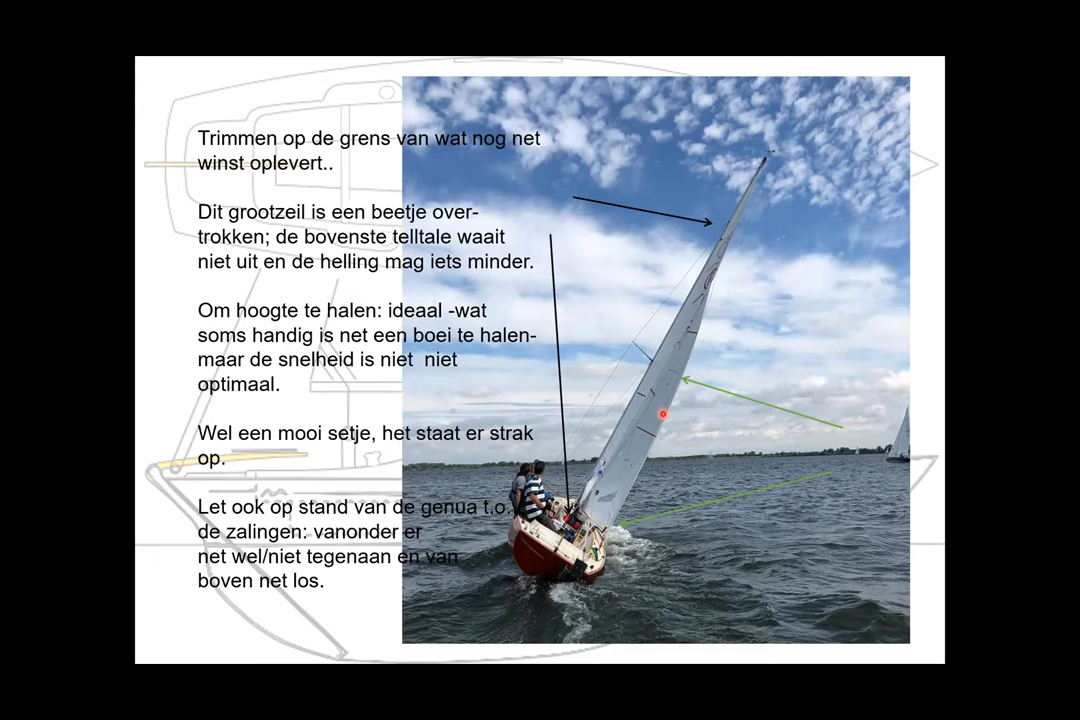 Trimmen op de grens van wat nog net
winst oplevert..
Dit grootzeil is een beetje over-
trokken; de bovenste telltale waait
niet uit en de helling mag iets minder.
Om hoogte te halen: ideaal -wat
soms handig is net een boei te halen-
maar de snelheid is niet  niet
optimaal.
Wel een mooi setje, het staat er strak
op.
Let ook op stand van de genua t.o.
de zalingen: vanonder er
net wel/niet tegenaan en van
boven net los.